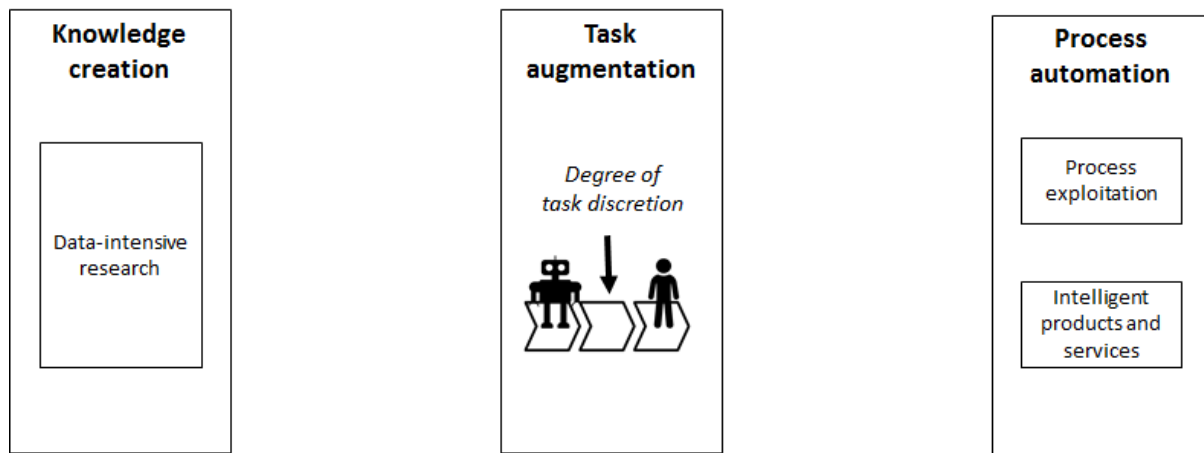 Knowledge
creation
Data-intensive
research
Task
augmentation
Degree of
task discretion
Process
automation
Process
exploitation
Intelligent
products and
services